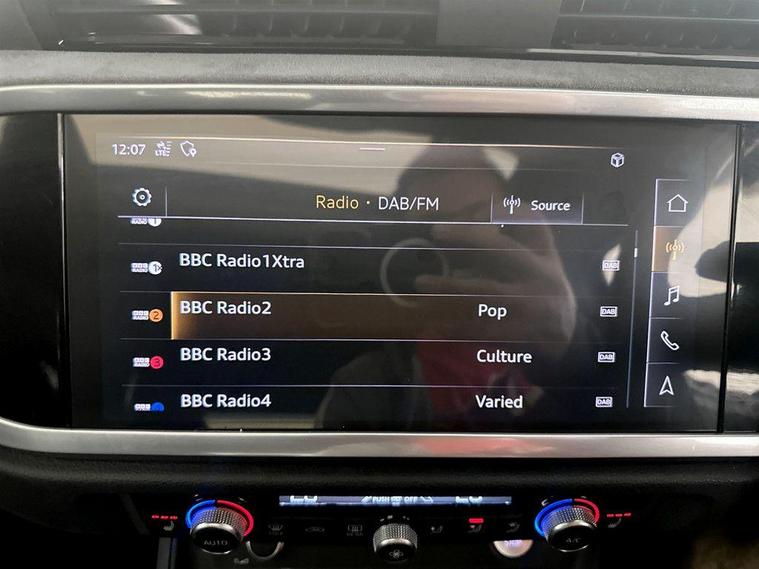 12:07 LTE
Radio · DAB/FM
Source
BBC Radio1Xtra DAB
BBC Radio2 Pop DAB
BBC Radio3 Culture DAB
BBC Radio4 Varied DAB
PUSH OFF
AUTO
A/C